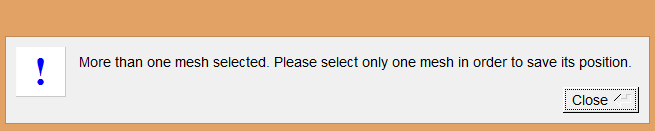 More than one mesh selected. Please select only one mesh in order to save its position.
Close